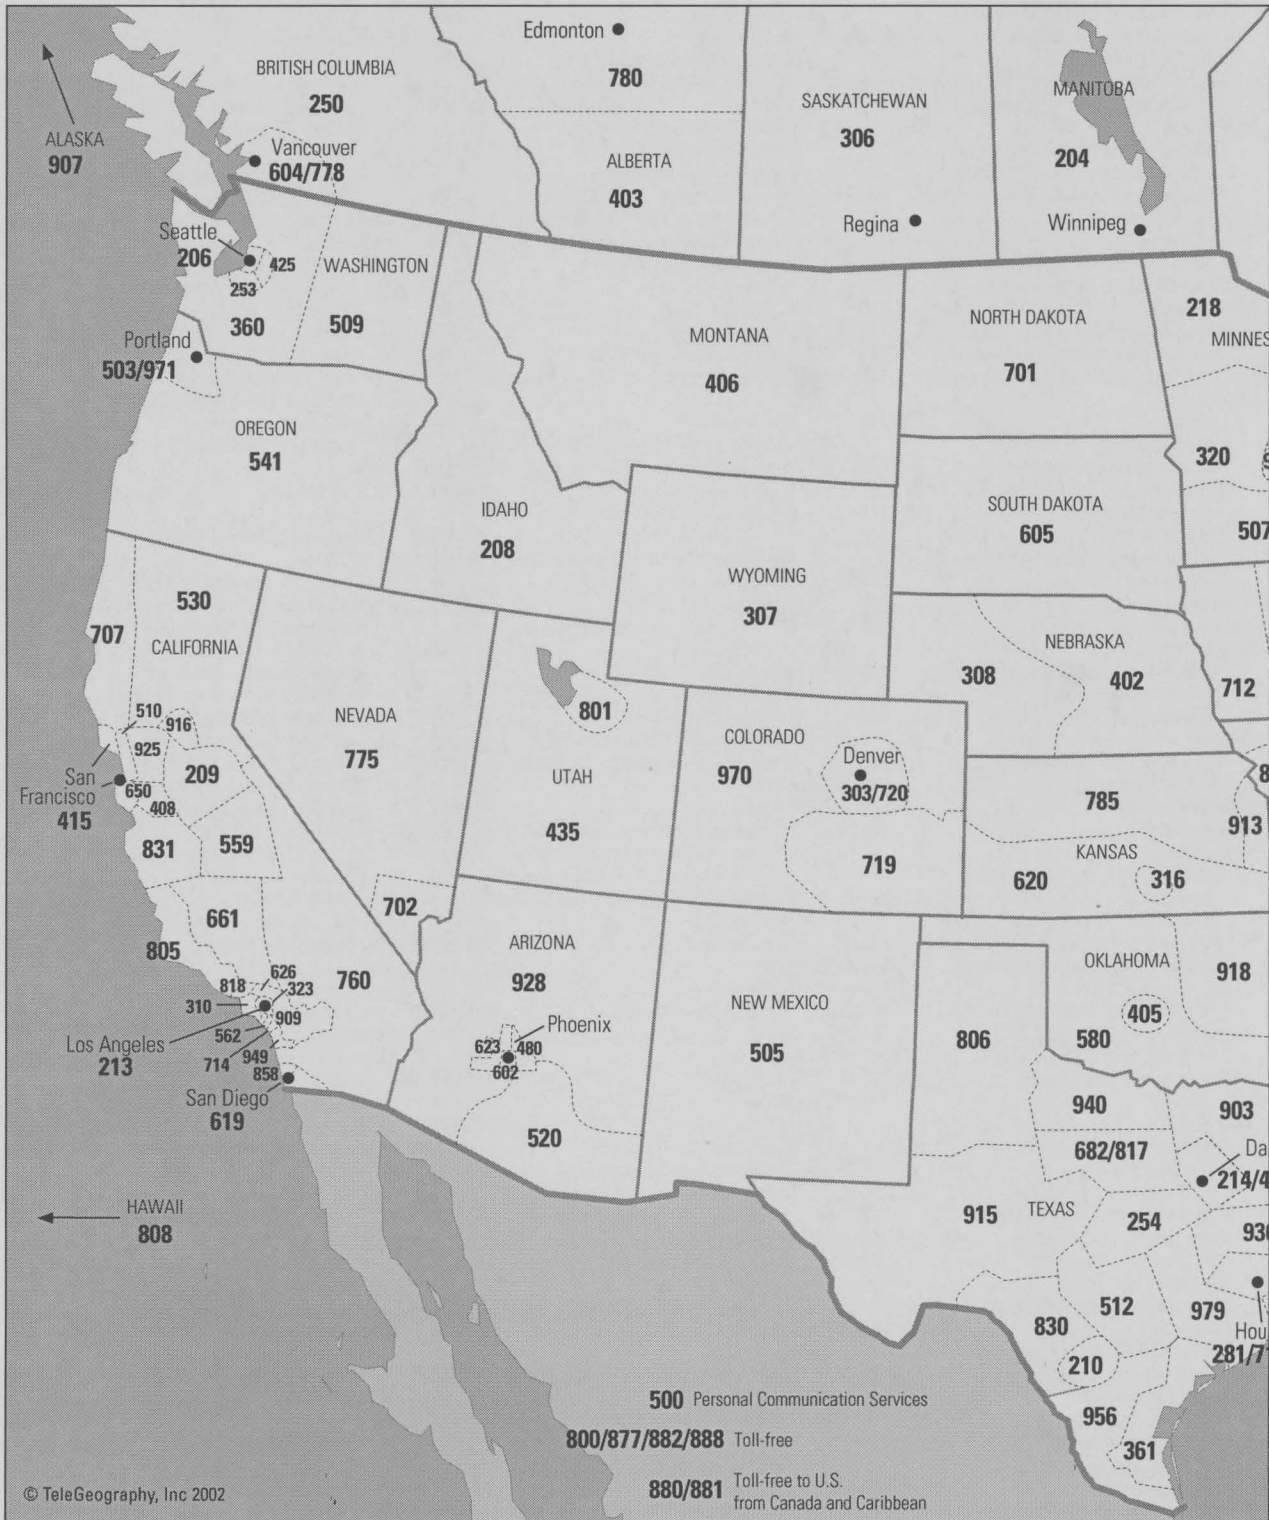 Edmonton
780
BRITISH COLUMBIA
250
SASKATCHEWAN
306
MANITOBA
204
ALASKA
907
Vancouver
604/778
ALBERTA
403
Regina
Winnipeg
Seattle
206
425
253
WASHINGTON
360
509
218
MINNES
NORTH DAKOTA
701
MONTANA
406
Portland
503/971
OREGON
541
320
507
IDAHO
208
SOUTH DAKOTA
605
WYOMING
307
530
707
CALIFORNIA
NEBRASKA
308
402
712
510
916
925
209
NEVADA
775
801
UTAH
435
COLORADO
970
Denver
303/720
719
San
Francisco
415
650
408
831
559
785
913
KANSAS
620
316
661
702
805
760
ARIZONA
928
626
818
323
310
909
562
Los Angeles
213
714
949
858
San Diego
619
Phoenix
623
480
602
520
NEW MEXICO
505
OKLAHOMA
918
405
580
806
940
903
682/817
Da
214/4
HAWAII
808
915
TEXAS
254
512
979
830
Hou
281/71
210
956
361
500 Personal Communication Services
800/877/882/888 Toll-free
880/881 Toll-free to U.S.
from Canada and Caribbean
© TeleGeography, Inc 2002